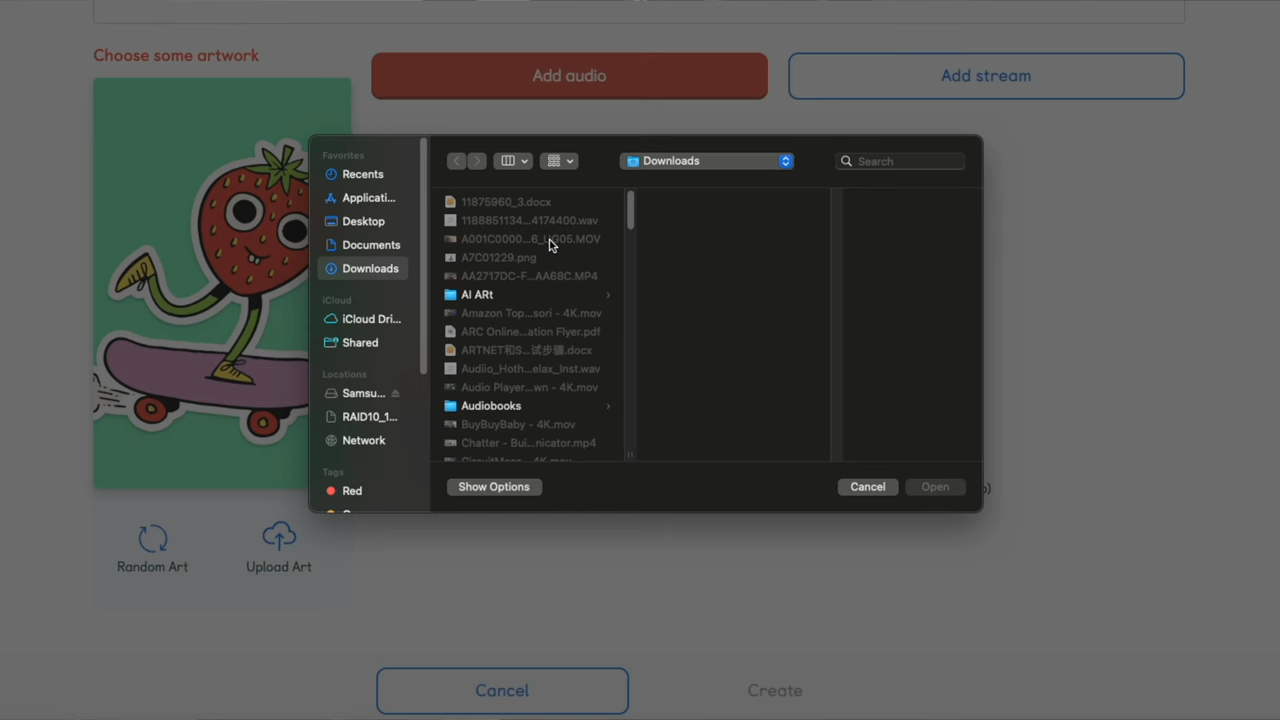 Choose some artwork
Add audio
Add stream
Favorites
Recents
Applicati...
Desktop
Documents
Downloads
iCloud
iCloud Dri...
Shared
Locations
Samsu...
RAID10_1...
Network
Tags
Red
Downloads
Search
11875960_3.docx
1188851134...4174400.wav
A001C0000...6_UG05.MOV
A7C01229.png
AA2717DC-F...AA68C.MP4
AI ARt
Amazon Top...sori - 4K.mov
ARC Online...ation Flyer.pdf
ARTNET和S...试步骤.docx
Audiio_Hoth...elax_Inst.wav
Audio Player...wn - 4K.mov
Audiobooks
BuyBuyBaby - 4K.mov
Chatter - Bui...nicator.mp4
Show Options
Cancel
Open
Random Art
Upload Art
Cancel
Create